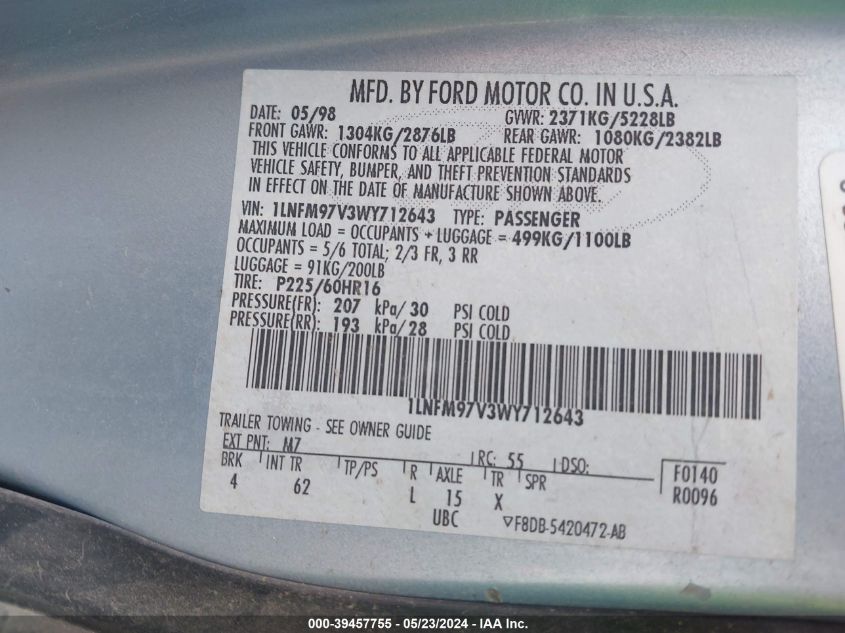 MFD. BY FORD MOTOR CO. IN U.S.A.
DATE: 05/98 GVWR: 2371KG/5228LB
FRONT GAWR: 1304KG/2876LB REAR GAWR: 1080KG/2382LB
THIS VEHICLE CONFORMS TO ALL APPLICABLE FEDERAL MOTOR
VEHICLE SAFETY, BUMPER, AND THEFT PREVENTION STANDARDS
IN EFFECT ON THE DATE OF MANUFACTURE SHOWN ABOVE.
VIN: 1LNFM97V3WY712643 TYPE: PASSENGER
MAXIMUM LOAD = OCCUPANTS + LUGGAGE = 499KG/1100LB
OCCUPANTS = 5/6 TOTAL; 2/3 FR, 3 RR
LUGGAGE = 91KG/200LB
TIRE: P225/60HR16
PRESSURE(FR): 207 kPa/30 PSI COLD
PRESSURE(RR): 193 kPa/28 PSI COLD
1LNFM97V3WY712643
TRAILER TOWING - SEE OWNER GUIDE
EXT PNT: M7 RC: 55 DSO: F0140
BRK INT TR TP/PS R AXLE TR SPR R0096
4 62 L 15 X
UBC ▽F8DB-5420472-AB
000-39457755 - 05/23/2024 - IAA Inc.